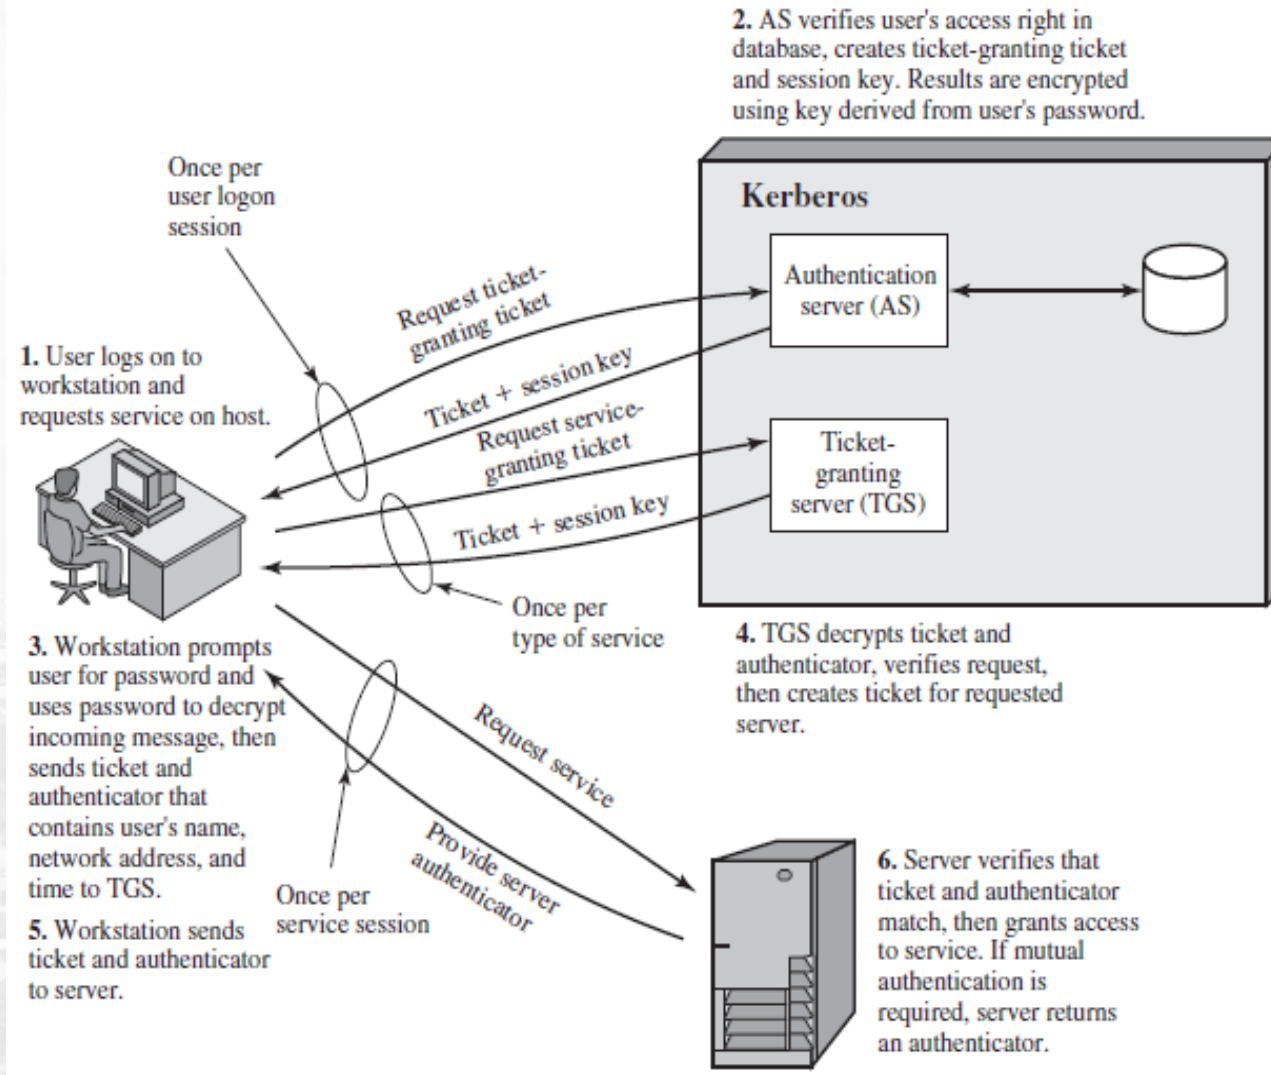 2. AS verifies user's access right in
database, creates ticket-granting ticket
and session key. Results are encrypted
using key derived from user's password.
Once per
user logon
session
Kerberos
Authentication
server (AS)
Request ticket-
granting ticket
1. User logs on to
workstation and
requests service on host.
Ticket + session key
Request service-
granting ticket
Ticket-
granting
server (TGS)
Ticket + session key
Once per
type of service
3. Workstation prompts
user for password and
uses password to decrypt
incoming message, then
sends ticket and
authenticator that
contains user's name,
network address, and
time to TGS.
4. TGS decrypts ticket and
authenticator, verifies request,
then creates ticket for requested
server.
Request service
Provide server
authenticator
Once per
service session
5. Workstation sends
ticket and authenticator
to server.
6. Server verifies that
ticket and authenticator
match, then grants access
to service. If mutual
authentication is
required, server returns
an authenticator.